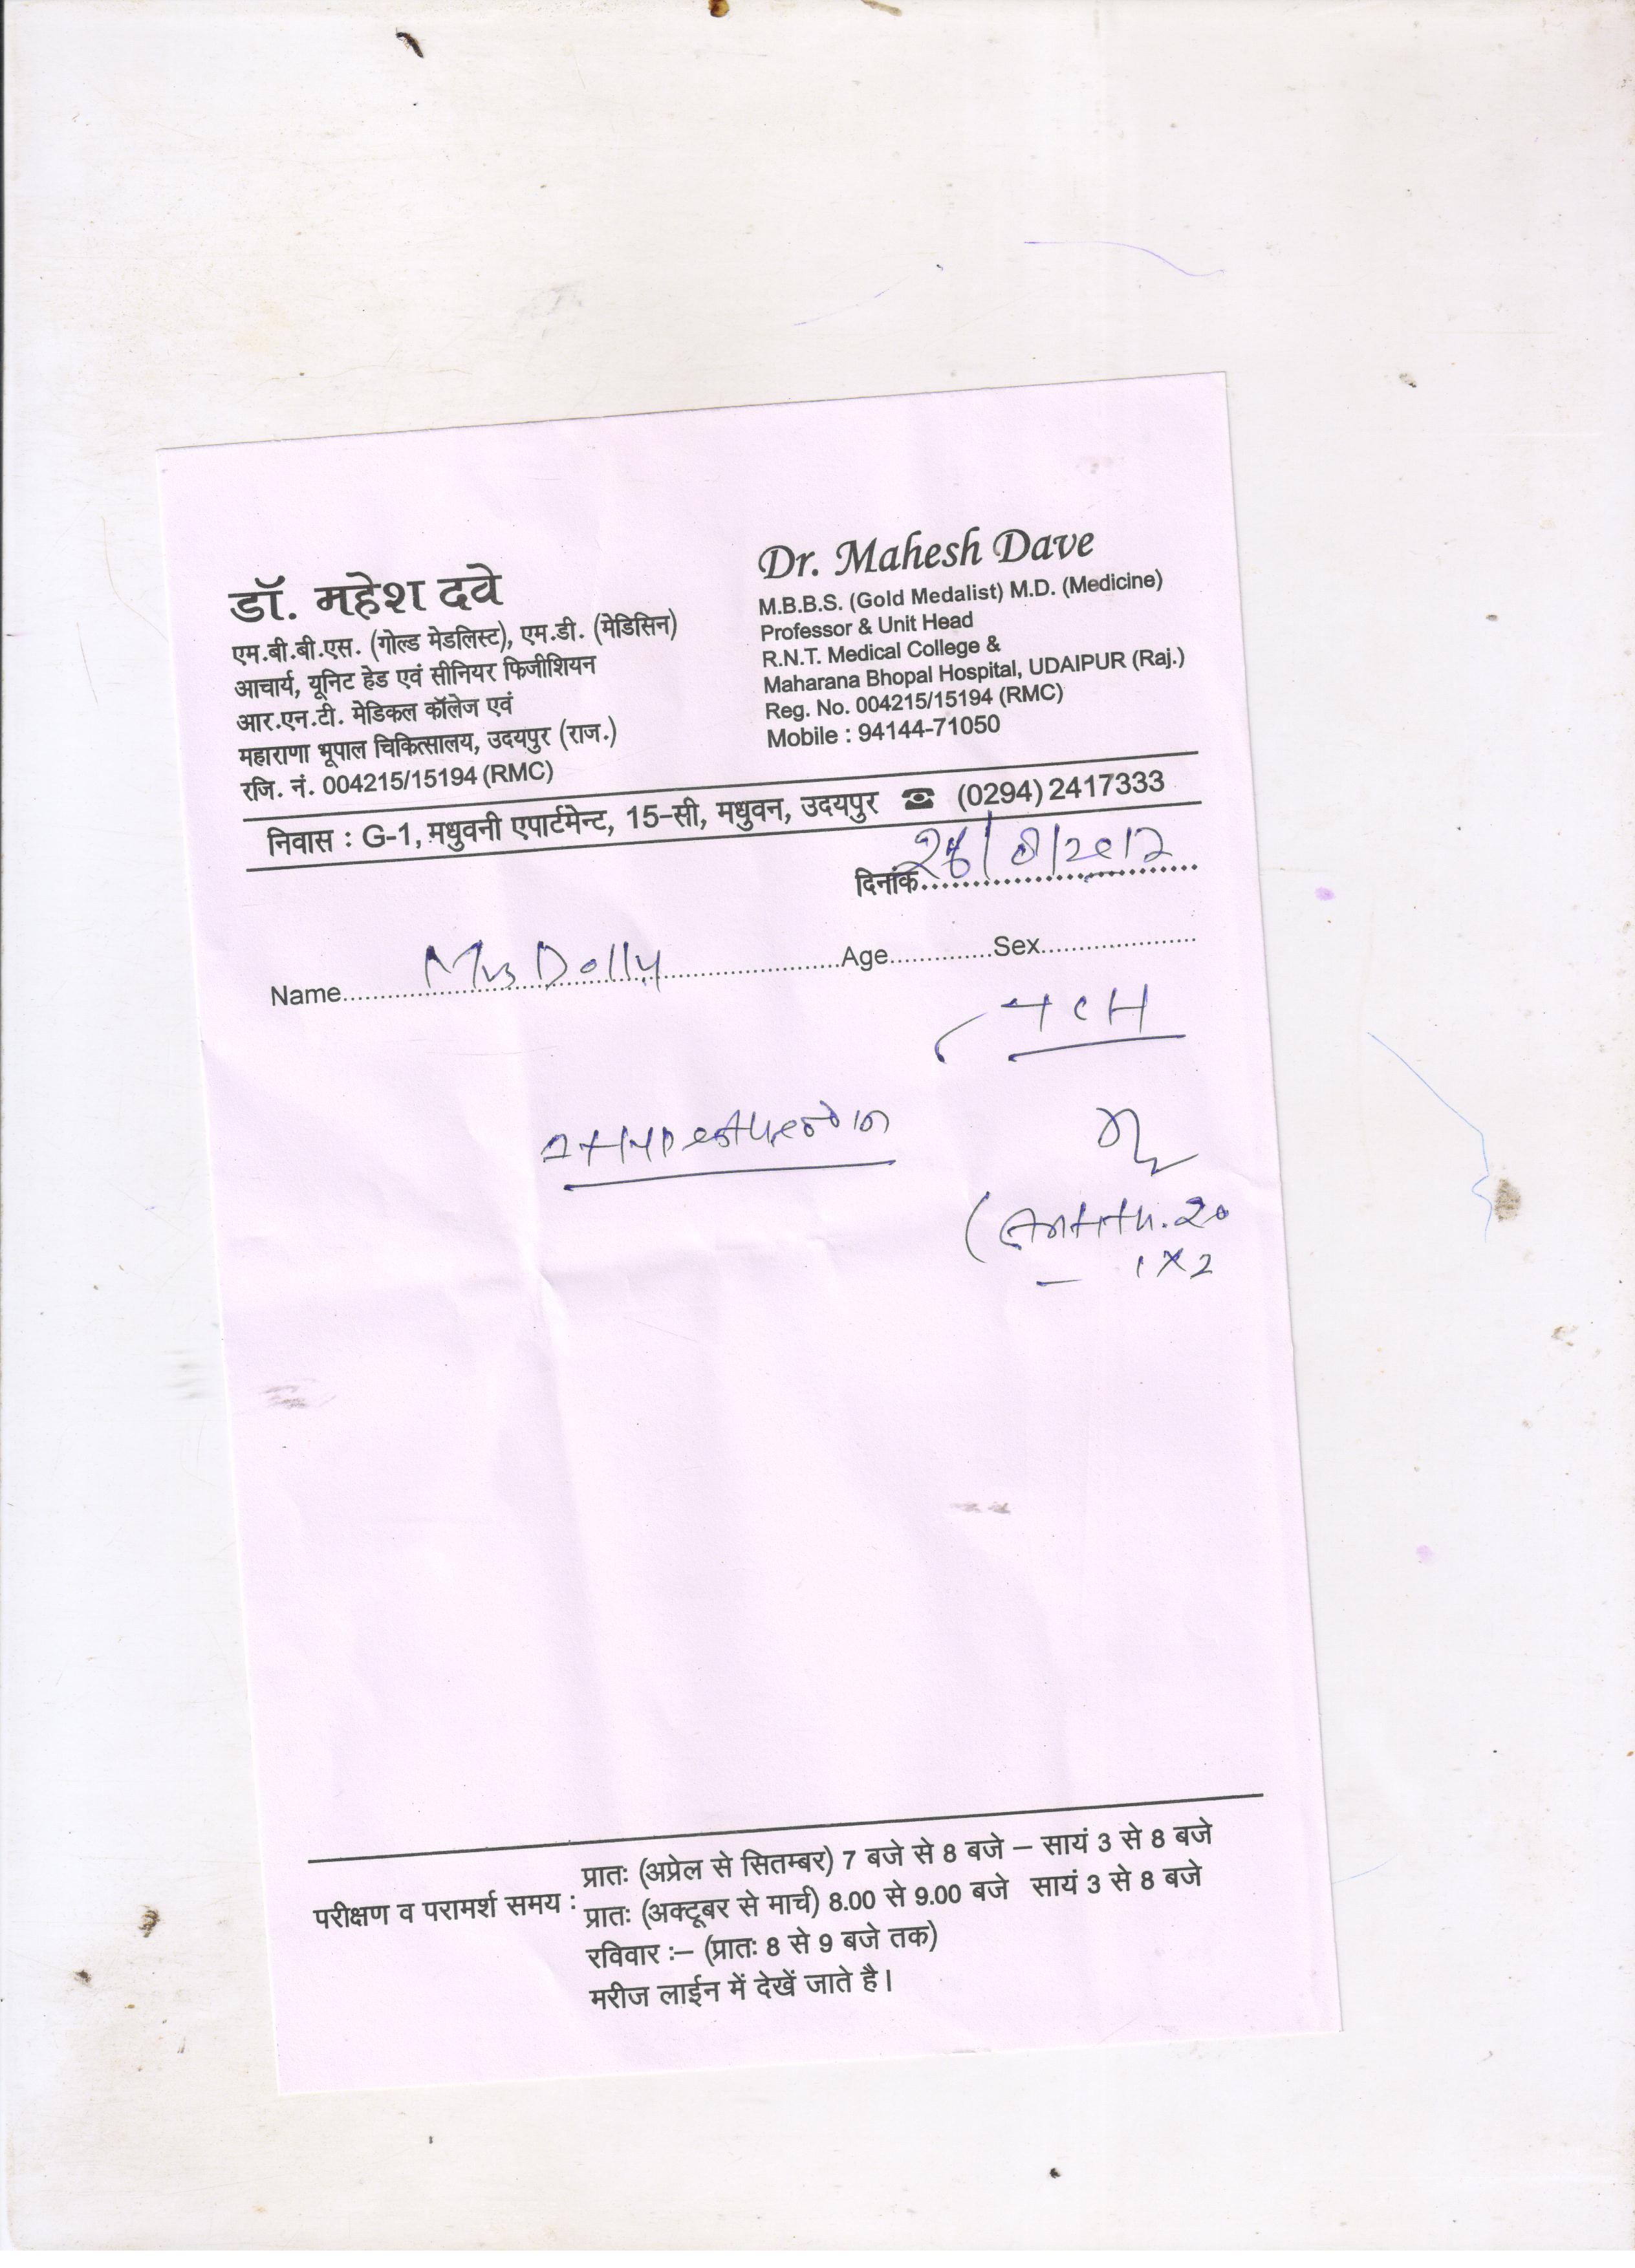 डॉ. महेश दवे
एम.बी.बी.एस. (गोल्ड मेडलिस्ट), एम.डी. (मेडिसिन)
आचार्य, यूनिट हेड एवं सीनियर फिजीशियन
आर.एन.टी. मेडिकल कॉलेज एवं
महाराणा भूपाल चिकित्सालय, उदयपुर (राज.)
रजि. नं. 004215/15194 (RMC)
Dr. Mahesh Dave
M.B.B.S. (Gold Medalist) M.D. (Medicine)
Professor & Unit Head
R.N.T. Medical College &
Maharana Bhopal Hospital, UDAIPUR (Raj.)
Reg. No. 004215/15194 (RMC)
Mobile : 94144-71050
निवास : G-1, मधुवनी एपार्टमेन्ट, 15-सी, मधुवन, उदयपुर ☎ (0294) 2417333
दिनांक
Name Mrs Dolly Age Sex
20
1 X 2
परीक्षण व परामर्श समय : प्रातः (अप्रेल से सितम्बर) 7 बजे से 8 बजे – सायं 3 से 8 बजे
प्रातः (अक्टूबर से मार्च) 8.00 से 9.00 बजे सायं 3 से 8 बजे
रविवार :– (प्रातः 8 से 9 बजे तक)
मरीज लाईन में देखें जाते है।